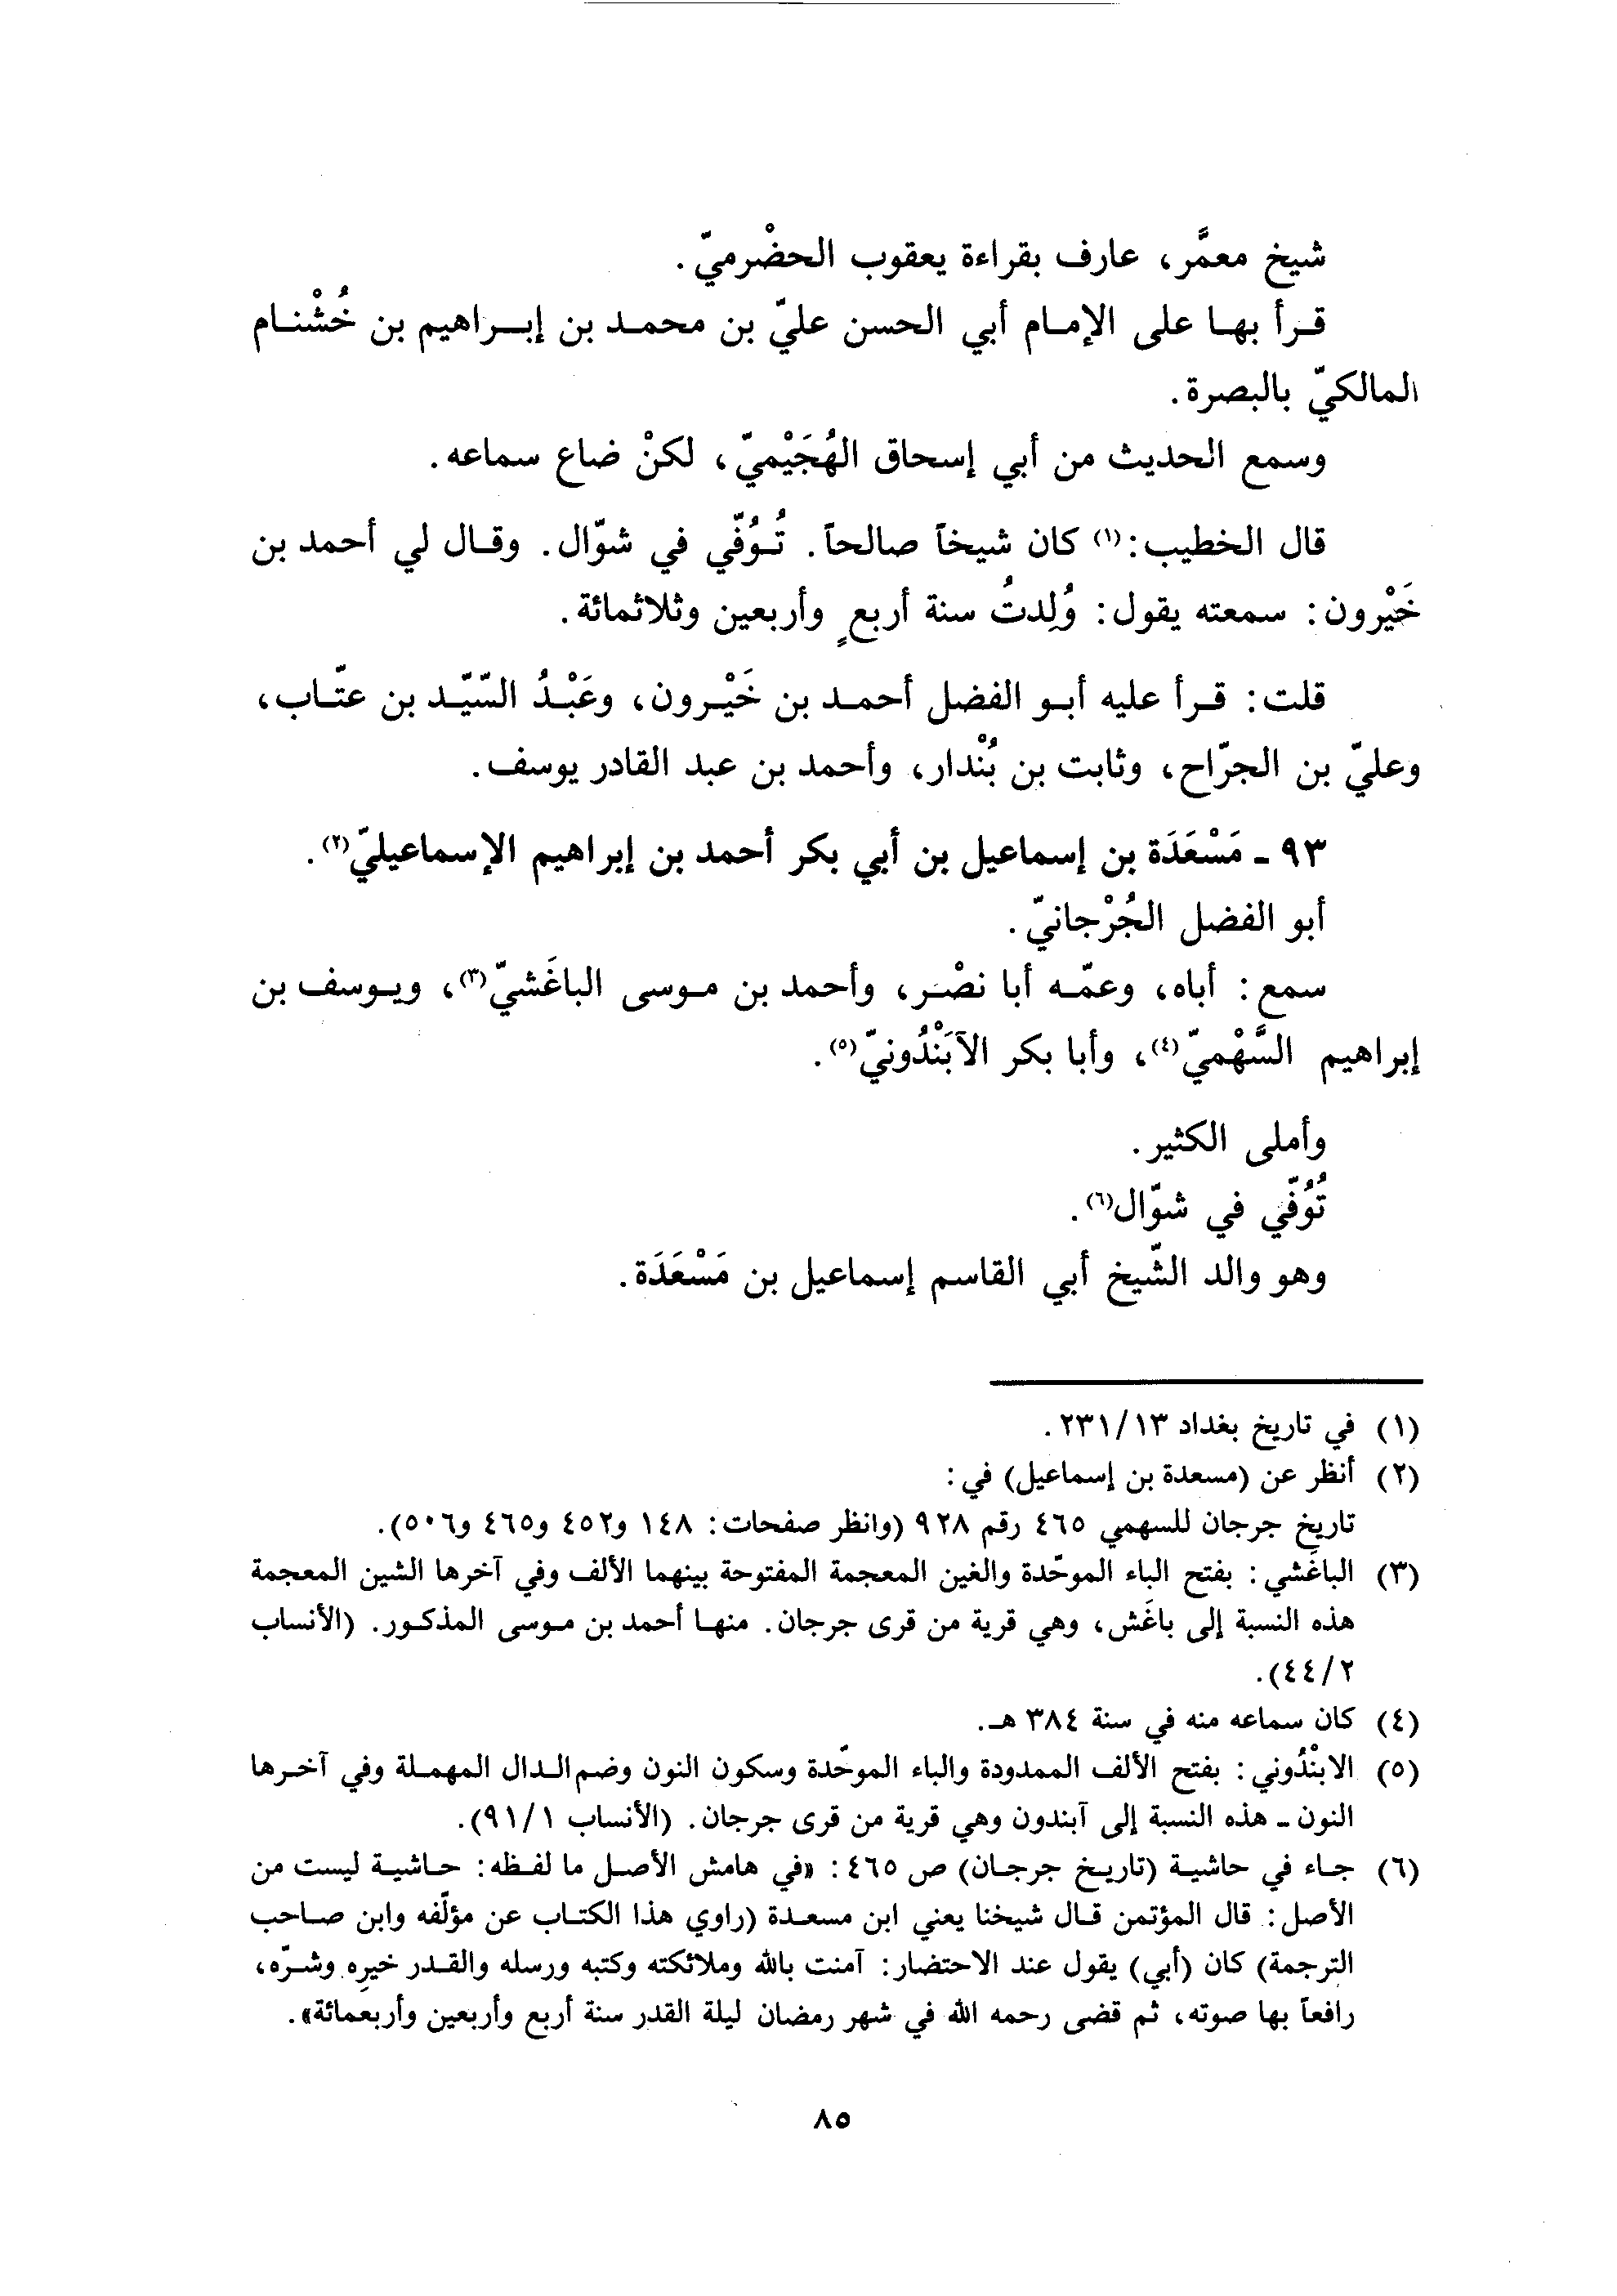 شيخ معمَّر، عارف بقراءة يعقوب الحضْرميّ.
قرأ بها على الإمام أبي الحسن عليّ بن محمد بن إبراهيم بن خُشْنام
المالكيّ بالبصرة.
وسمع الحديث من أبي إسحاق الهُجَيْميّ، لكنْ ضاع سماعه.
قال الخطيب:(١) كان شيخاً صالحاً. تُوُفّي في شوّال. وقال لي أحمد بن
خَيْرون: سمعته يقول: وُلِدتُ سنة أربعٍ وأربعين وثلاثمائة.
قلت: قرأ عليه أبو الفضل أحمد بن خَيْرون، وعَبْدُ السّيّد بن عتّاب،
وعليّ بن الجرّاح، وثابت بن بُنْدار، وأحمد بن عبد القادر يوسف.
٩٣ - مَسْعَدَة بن إسماعيل بن أبي بكر أحمد بن إبراهيم الإسماعيليّ(٢).
أبو الفضل الجُرْجانيّ.
سمع: أباه، وعمّه أبا نصْر، وأحمد بن موسى الباغَشيّ(٣)، ويوسف بن
إبراهيم السَّهْميّ(٤)، وأبا بكر الآبَنْدُونيّ(٥).
وأملى الكثير.
تُوُفّي في شوّال(٦).
وهو والد الشّيخ أبي القاسم إسماعيل بن مَسْعَدَة.
(١) في تاريخ بغداد ٢٣١/١٣.
(٢) أنظر عن (مسعدة بن إسماعيل) في:
تاريخ جرجان للسهمي ٤٦٥ رقم ٩٢٨ (وانظر صفحات: ١٤٨ و٤٥٢ و٤٦٥ و٥٠٦).
(٣) الباغَشي: بفتح الباء الموحّدة والغين المعجمة المفتوحة بينهما الألف وفي آخرها الشين المعجمة
هذه النسبة إلى باغَش، وهي قرية من قرى جرجان. منها أحمد بن موسى المذكور. (الأنساب
٤٤/٢).
(٤) كان سماعه منه في سنة ٣٨٤ هـ.
(٥) الابنْدُوني: بفتح الألف الممدودة والباء الموحّدة وسكون النون وضم الدال المهملة وفي آخرها
النون - هذه النسبة إلى آبندون وهي قرية من قرى جرجان. (الأنساب ٩١/١).
(٦) جاء في حاشية (تاريخ جرجان) ص ٤٦٥: «في هامش الأصل ما لفظه: حاشية ليست من
الأصل: قال المؤتمن قال شيخنا يعني ابن مسعدة (راوي هذا الكتاب عن مؤلّفه وابن صاحب
الترجمة) كان (أبي) يقول عند الاحتضار: آمنت بالله وملائكته وكتبه ورسله والقدر خيرِه وشرّه،
رافعاً بها صوته، ثم قضى رحمه الله في شهر رمضان ليلة القدر سنة أربع وأربعين وأربعمائة».
٨٥